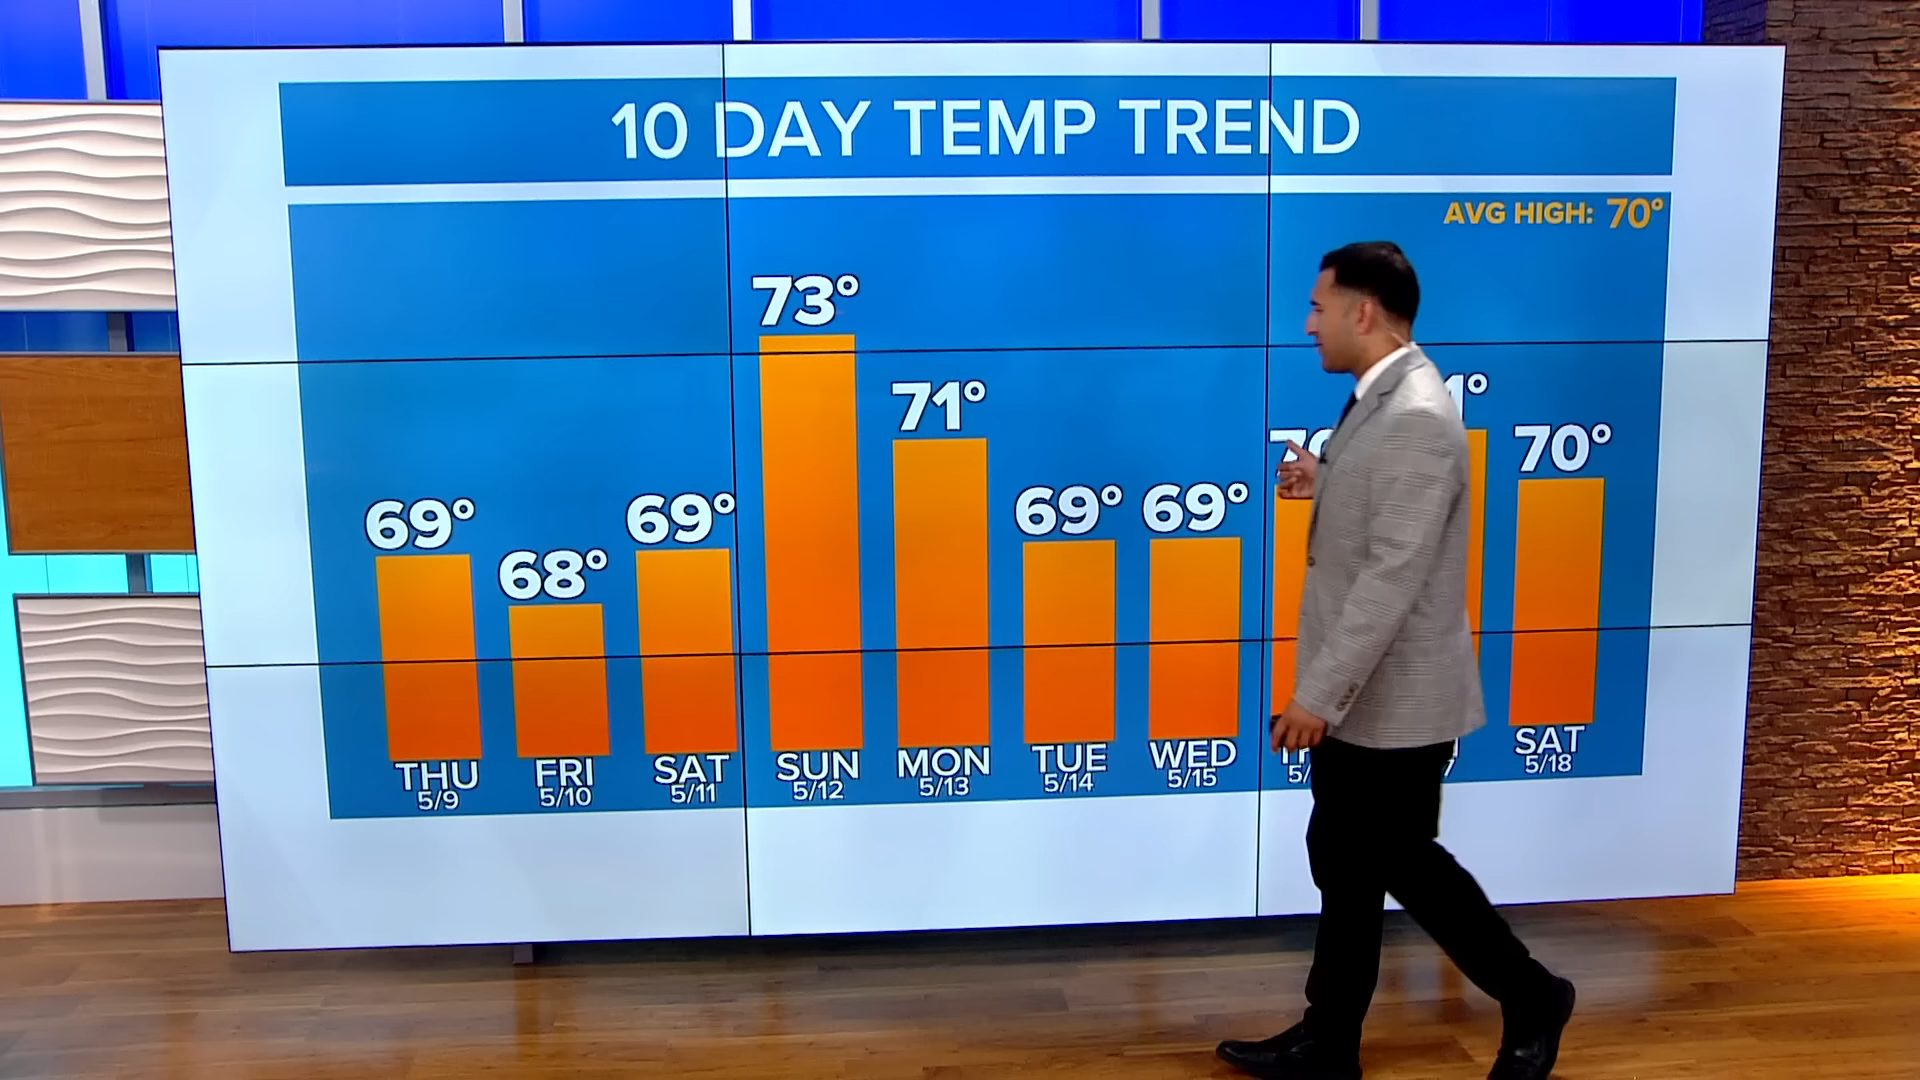 10 DAY TEMP TREND
AVG HIGH: 70°
69° 68° 69° 73° 71° 69° 69° 70°
THU FRI SAT SUN MON TUE WED SAT
5/9 5/10 5/11 5/12 5/13 5/14 5/15 5/18